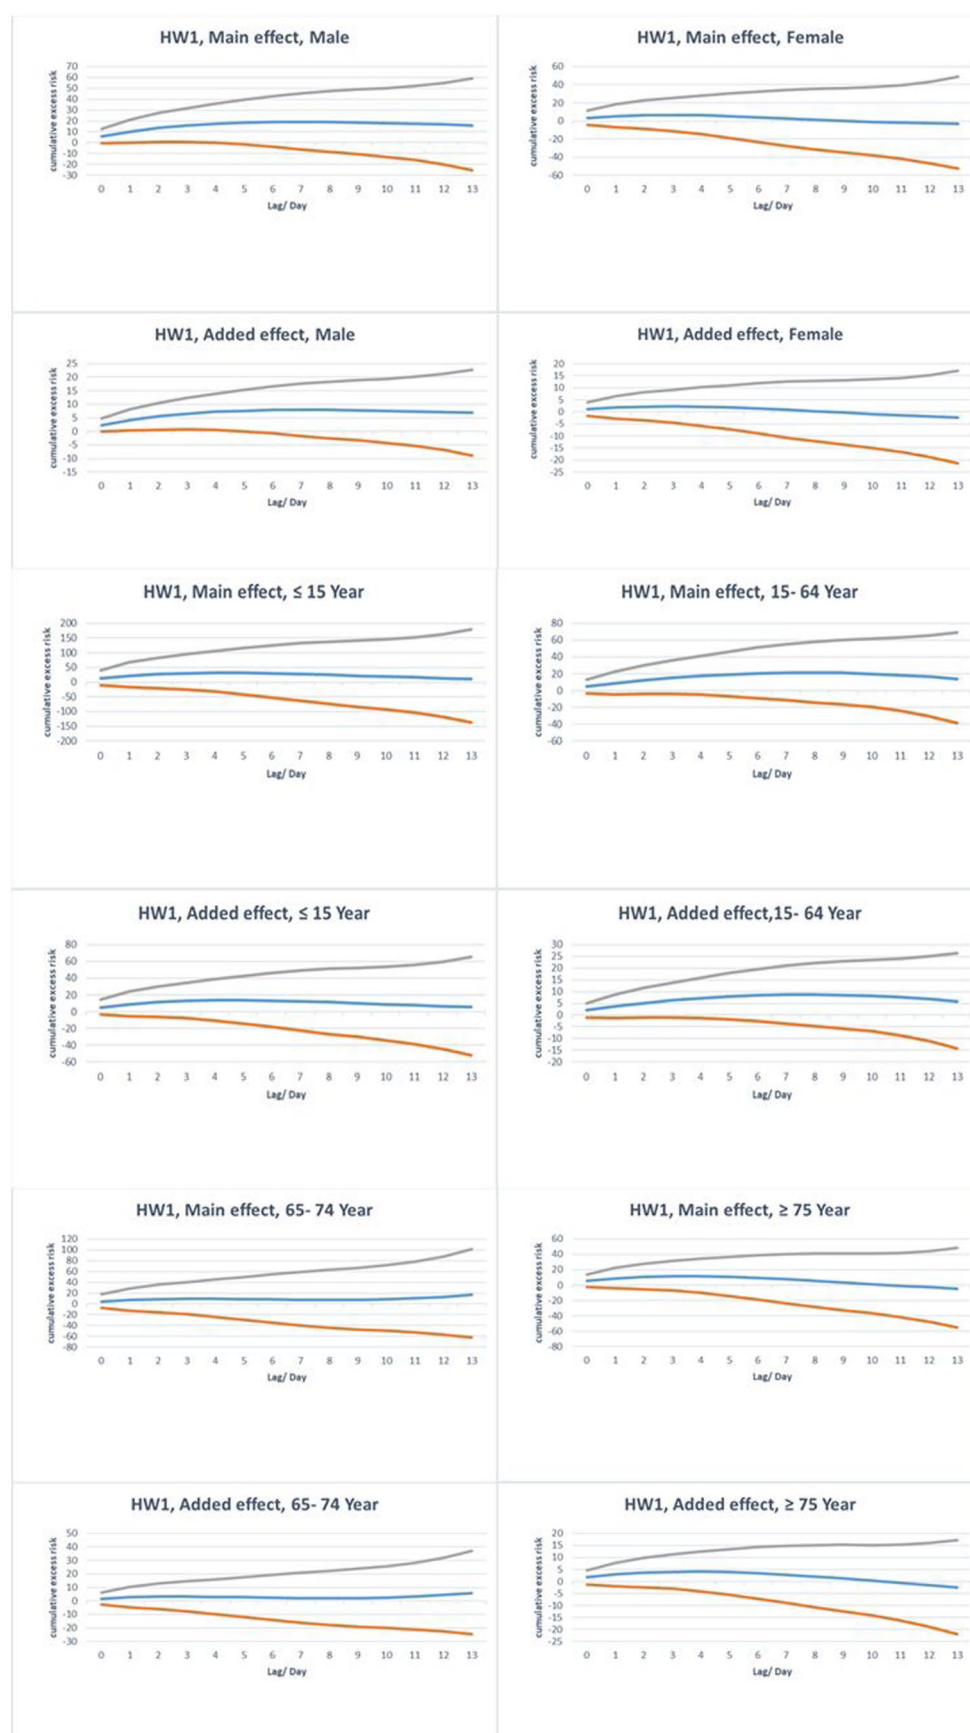 HW1, Main effect, Male
cumulative excess risk
70
60
50
40
30
20
10
0
-10
-20
-30
0 1 2 3 4 5 6 7 8 9 10 11 12 13
Lag/ Day
HW1, Main effect, Female
cumulative excess risk
60
40
20
0
-20
-40
-60
0 1 2 3 4 5 6 7 8 9 10 11 12 13
Lag/ Day
HW1, Added effect, Male
cumulative excess risk
25
20
15
10
5
0
-5
-10
-15
0 1 2 3 4 5 6 7 8 9 10 11 12 13
Lag/ Day
HW1, Added effect, Female
cumulative excess risk
20
15
10
5
0
-5
-10
-15
-20
-25
0 1 2 3 4 5 6 7 8 9 10 11 12 13
Lag/ Day
HW1, Main effect, ≤ 15 Year
cumulative excess risk
200
150
100
50
0
-50
-100
-150
-200
0 1 2 3 4 5 6 7 8 9 10 11 12 13
Lag/ Day
HW1, Main effect, 15- 64 Year
cumulative excess risk
80
60
40
20
0
-20
-40
-60
0 1 2 3 4 5 6 7 8 9 10 11 12 13
Lag/ Day
HW1, Added effect, ≤ 15 Year
cumulative excess risk
80
60
40
20
0
-20
-40
-60
0 1 2 3 4 5 6 7 8 9 10 11 12 13
Lag/ Day
HW1, Added effect,15- 64 Year
cumulative excess risk
30
25
20
15
10
5
0
-5
-10
-15
-20
0 1 2 3 4 5 6 7 8 9 10 11 12 13
Lag/ Day
HW1, Main effect, 65- 74 Year
cumulative excess risk
120
100
80
60
40
20
0
-20
-40
-60
-80
0 1 2 3 4 5 6 7 8 9 10 11 12 13
Lag/ Day
HW1, Main effect, ≥ 75 Year
cumulative excess risk
60
40
20
0
-20
-40
-60
-80
0 1 2 3 4 5 6 7 8 9 10 11 12 13
Lag/ Day
HW1, Added effect, 65- 74 Year
cumulative excess risk
50
40
30
20
10
0
-10
-20
-30
0 1 2 3 4 5 6 7 8 9 10 11 12 13
Lag/ Day
HW1, Added effect, ≥ 75 Year
cumulative excess risk
20
15
10
5
0
-5
-10
-15
-20
-25
0 1 2 3 4 5 6 7 8 9 10 11 12 13
Lag/ Day